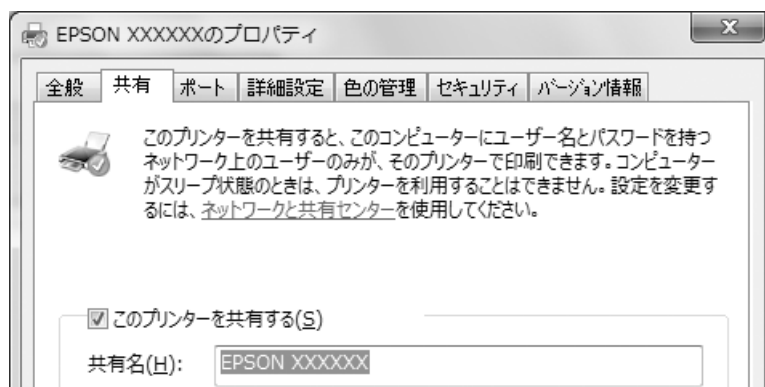 EPSON XXXXXXのプロパティ
全般 共有 ポート 詳細設定 色の管理 セキュリティ バージョン情報
このプリンターを共有すると、このコンピューターにユーザー名とパスワードを持つ
ネットワーク上のユーザーのみが、そのプリンターで印刷できます。コンピューター
がスリープ状態のときは、プリンターを利用することはできません。設定を変更す
るには、ネットワークと共有センターを使用してください。
このプリンターを共有する(S)
共有名(H): EPSON XXXXXX